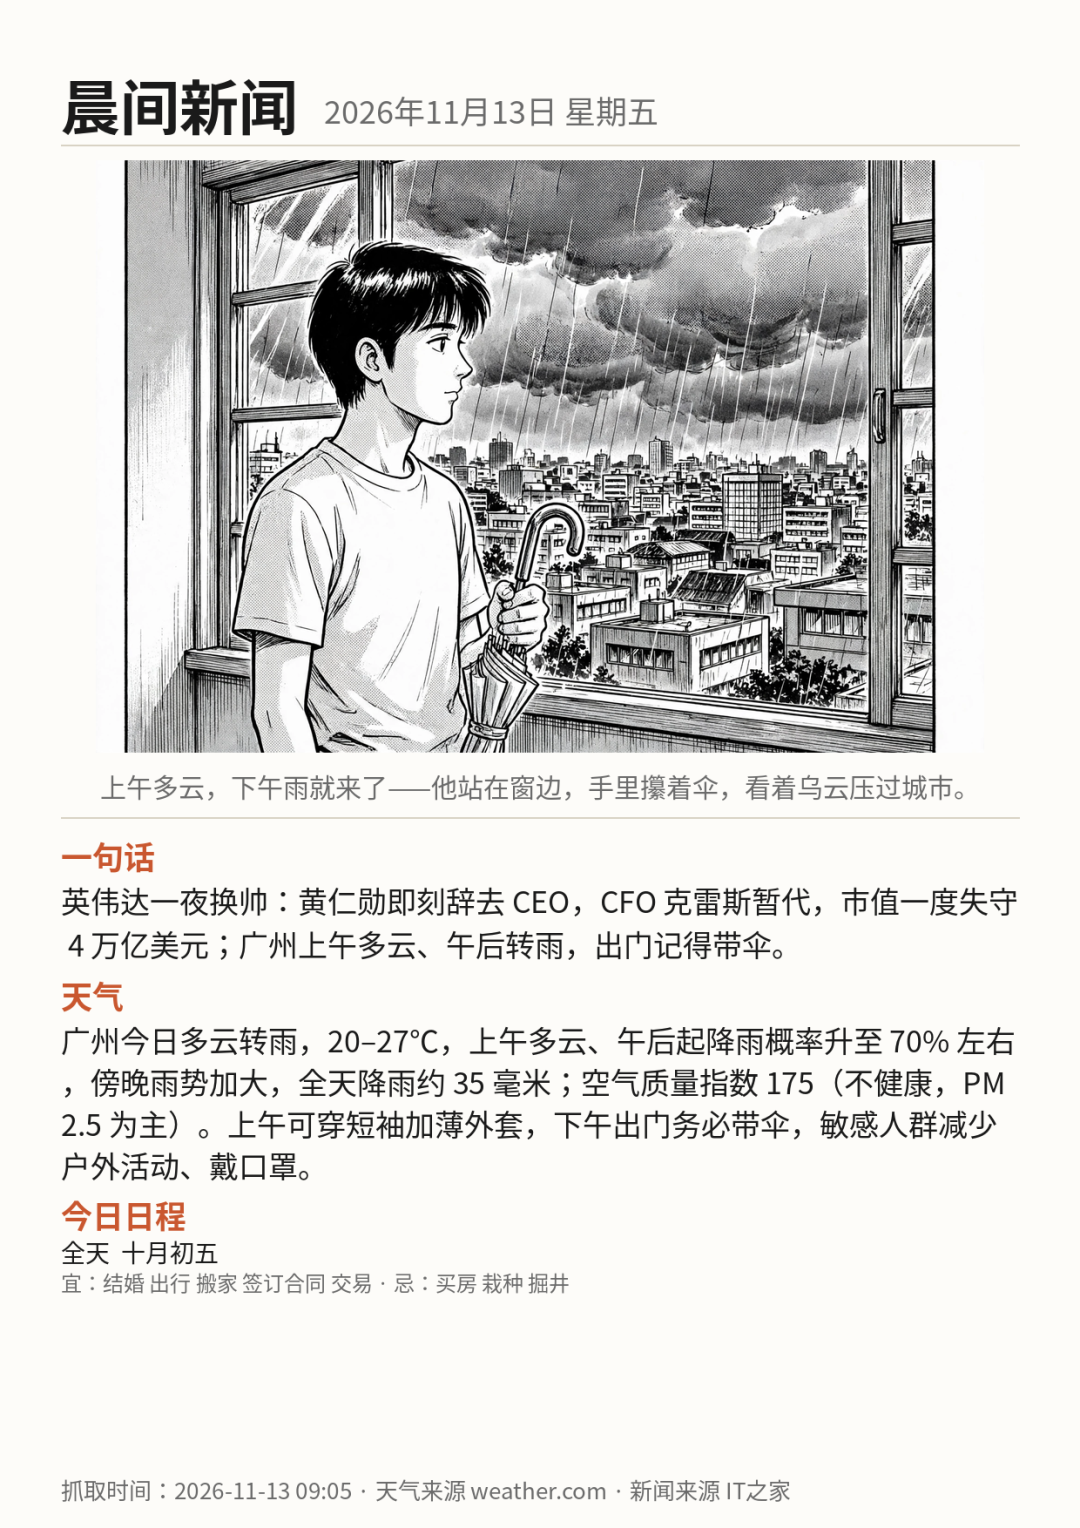 晨间新闻 2026年11月13日 星期五
上午多云，下午雨就来了——他站在窗边，手里攥着伞，看着乌云压过城市。
一句话
英伟达一夜换帅：黄仁勋即刻辞去 CEO，CFO 克雷斯暂代，市值一度失守
4 万亿美元；广州上午多云、午后转雨，出门记得带伞。
天气
广州今日多云转雨，20–27℃，上午多云、午后起降雨概率升至 70% 左右
，傍晚雨势加大，全天降雨约 35 毫米；空气质量指数 175（不健康，PM
2.5 为主）。上午可穿短袖加薄外套，下午出门务必带伞，敏感人群减少
户外活动、戴口罩。
今日日程
全天 十月初五
宜：结婚 出行 搬家 签订合同 交易 · 忌：买房 栽种 掘井
抓取时间：2026-11-13 09:05 · 天气来源 weather.com · 新闻来源 IT之家